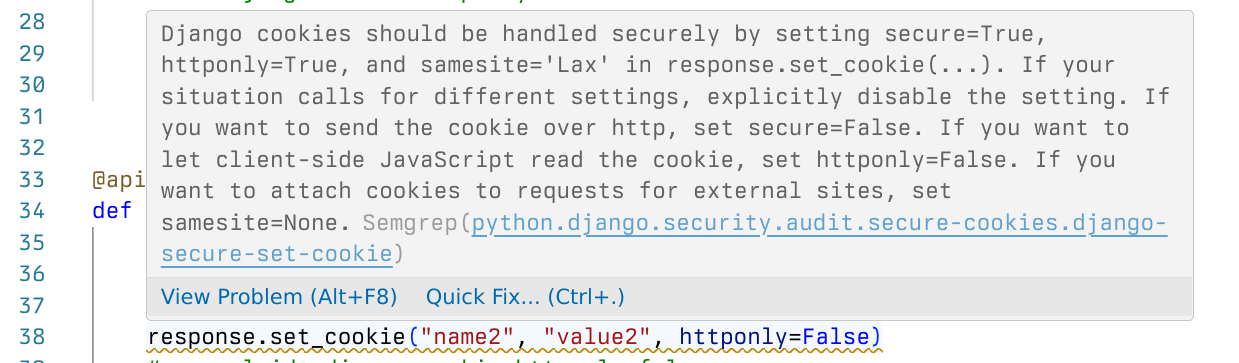 28
Django cookies should be handled securely by setting secure=True,
29
httponly=True, and samesite='Lax' in response.set_cookie(...). If your
30
situation calls for different settings, explicitly disable the setting. If
31
you want to send the cookie over http, set secure=False. If you want to
32
let client-side JavaScript read the cookie, set httponly=False. If you
33 @api
want to attach cookies to requests for external sites, set
34 def
samesite=None. Semgrep(python.django.security.audit.secure-cookies.django-
35
secure-set-cookie)
36
37
View Problem (Alt+F8) Quick Fix... (Ctrl+.)
38 response.set_cookie("name2", "value2", httponly=False)